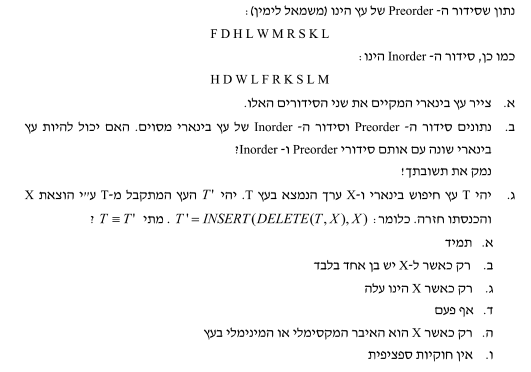 נתון שסידור ה- Preorder של עץ הינו (משמאל לימין):
F D H L W M R S K L
כמו כן, סידור ה- Inorder הינו:
H D W L F R K S L M
א. צייר עץ בינארי המקיים את שני הסידורים האלו.
ב. נתונים סידור ה- Preorder וסידור ה- Inorder של עץ בינארי מסוים. האם יכול להיות עץ
בינארי שונה עם אותם סידורי Preorder ו- Inorder?
נמק את תשובתך!
ג. יהי T עץ חיפוש בינארי ו-X ערך הנמצא בעץ T. יהי T' העץ המתקבל מ-T ע"י הוצאת X
והכנסתו חזרה. כלומר: T'= INSERT(DELETE(T, X), X) . מתי T ≡ T' ?
א. תמיד
ב. רק כאשר ל-X יש בן אחד בלבד
ג. רק כאשר X הינו עלה
ד. אף פעם
ה. רק כאשר X הוא האיבר המקסימלי או המינימלי בעץ
ו. אין חוקיות ספציפית